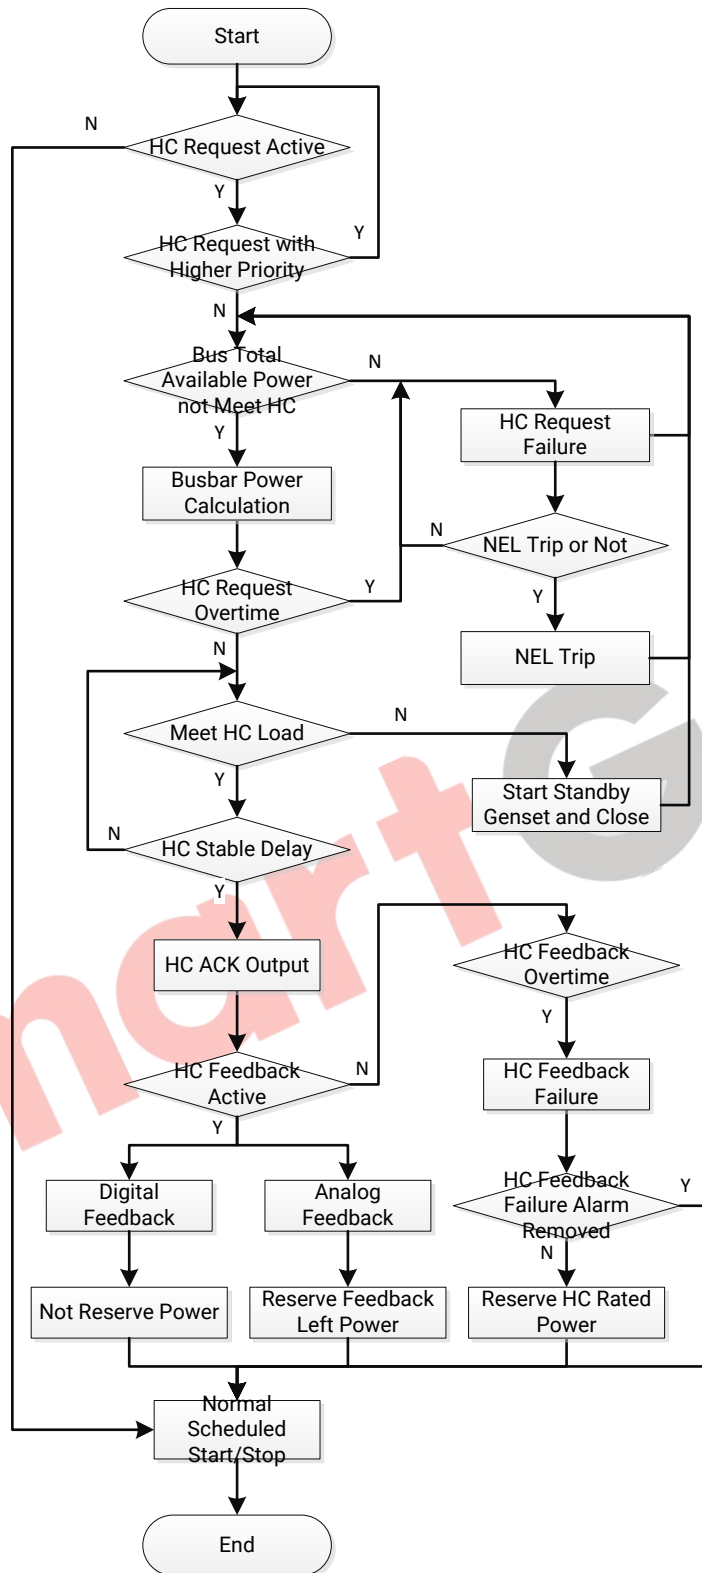 Start
N
HC Request Active
Y
HC Request with
Higher Priority
Y
N
Bus Total
Available Power
not Meet HC
N
Y
HC Request
Failure
Busbar Power
Calculation
N
NEL Trip or Not
HC Request
Overtime
Y
Y
N
NEL Trip
Meet HC Load
N
Y
Start Standby
Genset and Close
N
HC Stable Delay
Y
HC ACK Output
HC Feedback
Overtime
Y
HC Feedback
Active
N
HC Feedback
Failure
Y
Digital
Feedback
Analog
Feedback
HC Feedback
Failure Alarm
Removed
Y
N
Not Reserve Power
Reserve Feedback
Left Power
Reserve HC Rated
Power
Normal
Scheduled
Start/Stop
End
martG